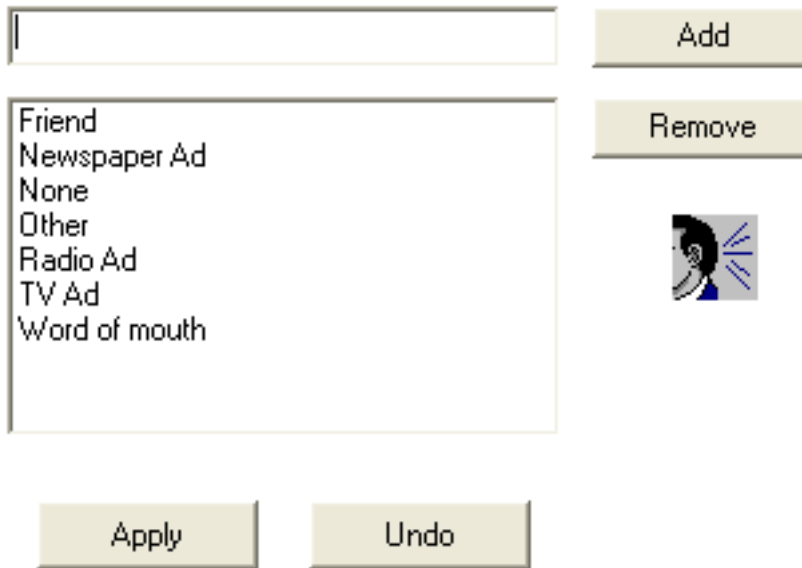 Add
Friend
Newspaper Ad
None
Other
Radio Ad
TV Ad
Word of mouth
Remove
Apply
Undo